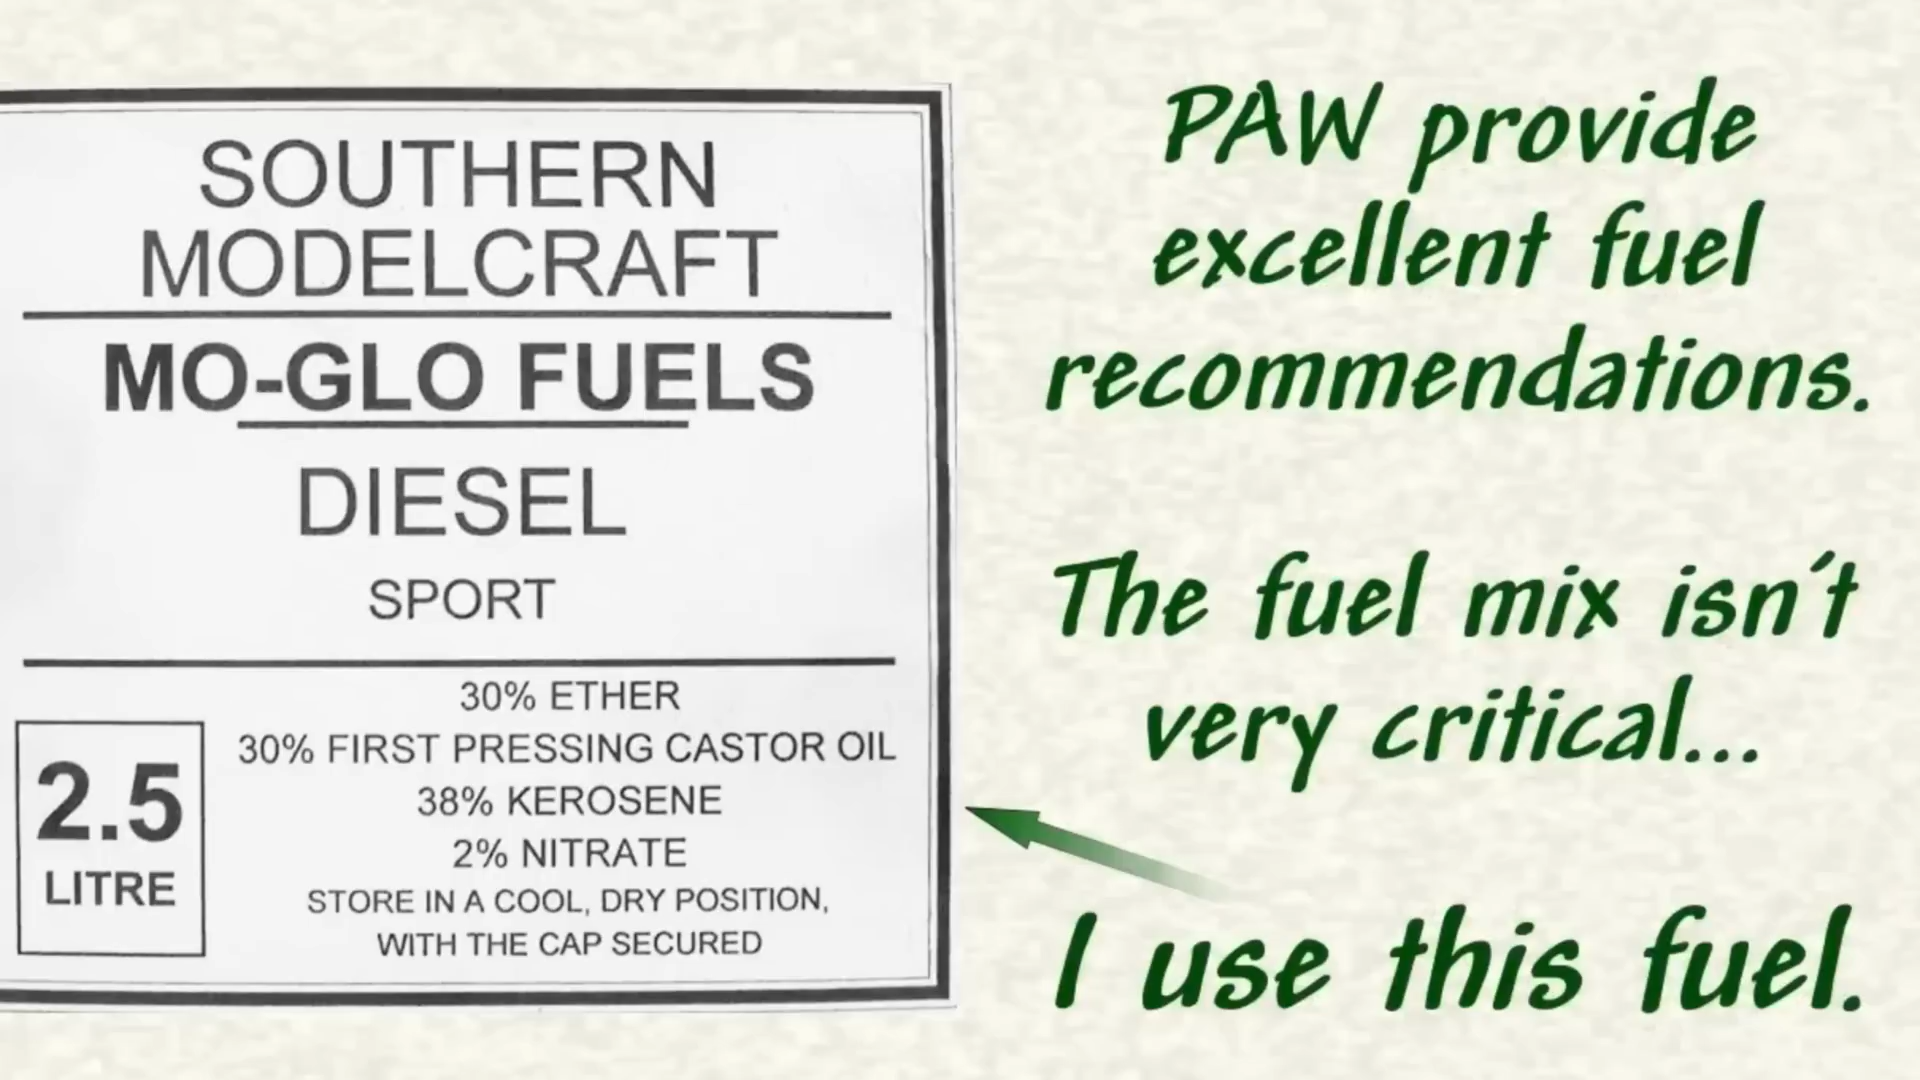 SOUTHERN
MODELCRAFT
MO-GLO FUELS
DIESEL
SPORT
30% ETHER
30% FIRST PRESSING CASTOR OIL
38% KEROSENE
2% NITRATE
STORE IN A COOL, DRY POSITION,
WITH THE CAP SECURED
2.5
LITRE
PAW provide
excellent fuel
recommendations.
The fuel mix isn't
very critical...
I use this fuel.